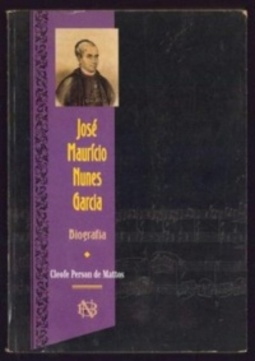 José
Maurício
Nunes
Garcia
Biografia
Cleofe Person de Mattos